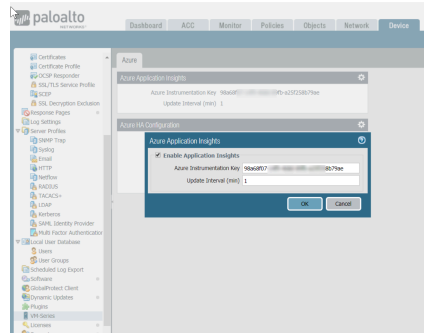 paloalto
NETWORKS
Dashboard ACC Monitor Policies Objects Network Device
Certificates
Certificate Profile
OCSP Responder
SSL/TLS Service Profile
SCEP
SSL Decryption Exclusion
Response Pages
Log Settings
Server Profiles
SNMP Trap
Syslog
Email
HTTP
Netflow
RADIUS
TACACS+
LDAP
Kerberos
SAML Identity Provider
Multi Factor Authentication
Local User Database
Users
User Groups
Scheduled Log Export
Software
GlobalProtect Client
Dynamic Updates
Plugins
VM-Series
Licenses
Azure
Azure Application Insights
Azure Instrumentation Key 98a68f
Update Interval (min) 1
Azure HA Configuration
Azure Application Insights
Enable Application Insights
Azure Instrumentation Key 98a68f07 8b79ae
Update Interval (min) 1
OK Cancel